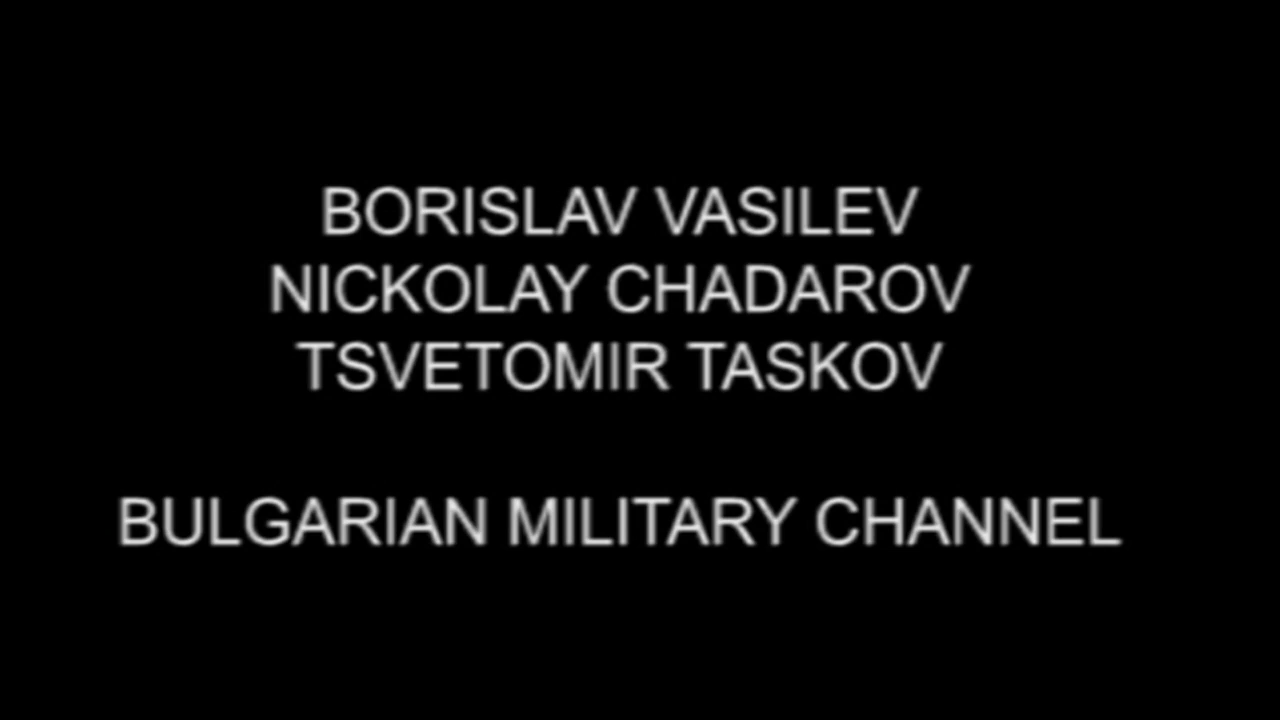 BORISLAV VASILEV
NICKOLAY CHADAROV
TSVETOMIR TASKOV
BULGARIAN MILITARY CHANNEL